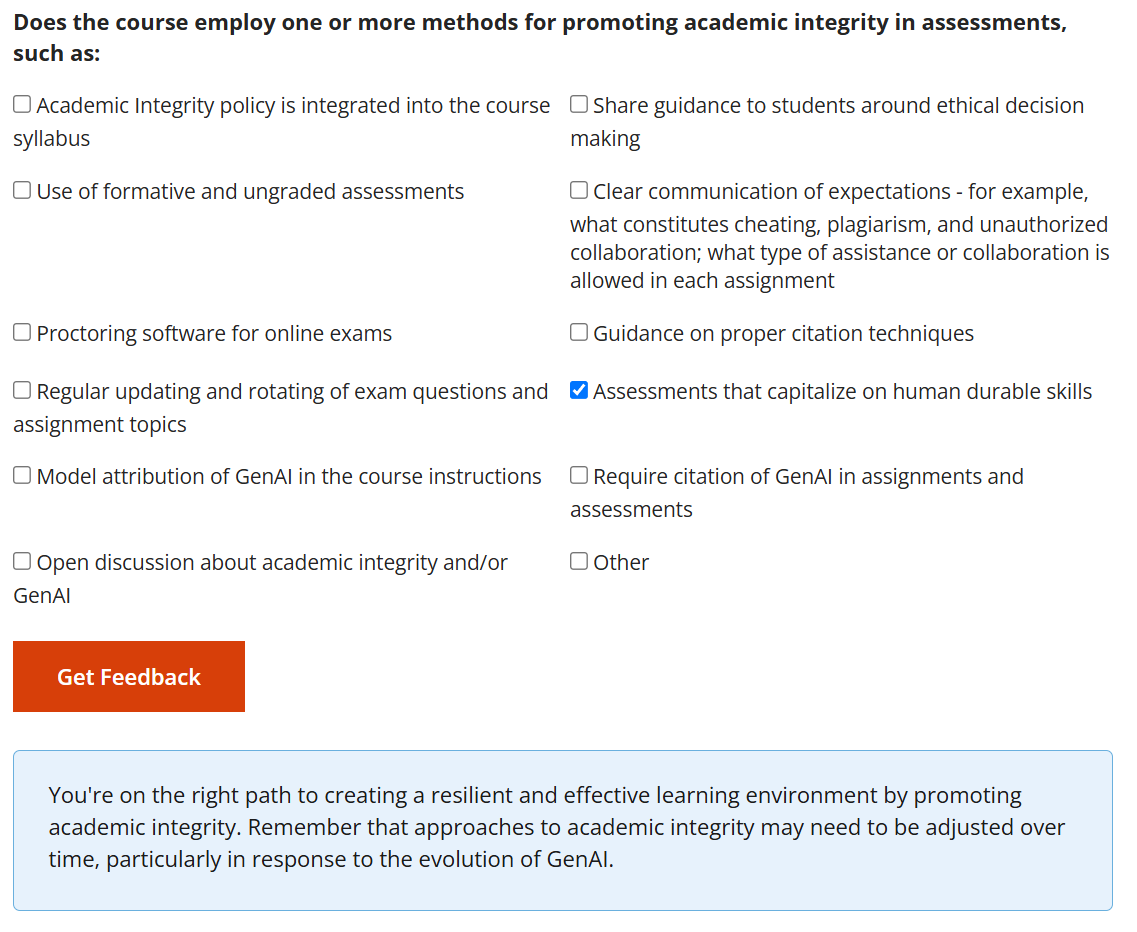 Does the course employ one or more methods for promoting academic integrity in assessments,
such as:
Academic Integrity policy is integrated into the course
syllabus
Share guidance to students around ethical decision
making
Use of formative and ungraded assessments
Clear communication of expectations - for example,
what constitutes cheating, plagiarism, and unauthorized
collaboration; what type of assistance or collaboration is
allowed in each assignment
Proctoring software for online exams
Guidance on proper citation techniques
Regular updating and rotating of exam questions and
assignment topics
Assessments that capitalize on human durable skills
Model attribution of GenAI in the course instructions
Require citation of GenAI in assignments and
assessments
Open discussion about academic integrity and/or
GenAI
Other
Get Feedback
You're on the right path to creating a resilient and effective learning environment by promoting
academic integrity. Remember that approaches to academic integrity may need to be adjusted over
time, particularly in response to the evolution of GenAI.